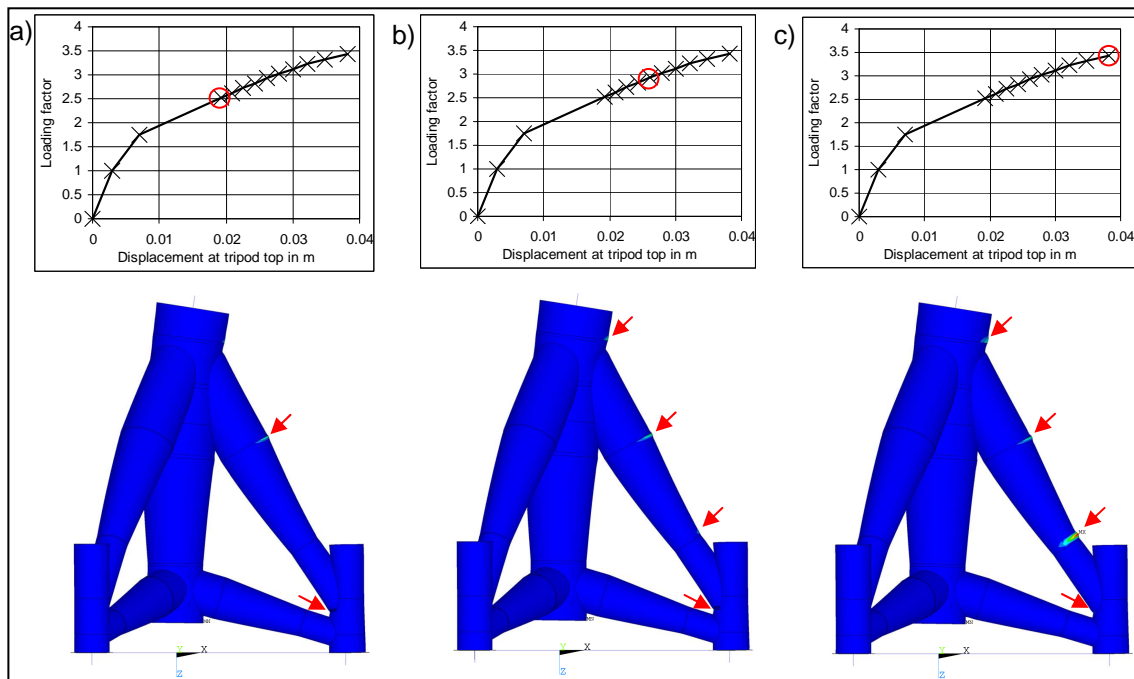 a)
4
3.5
3
2.5
2
1.5
1
0.5
0
Loading factor
0 0.01 0.02 0.03 0.04
Displacement at tripod top in m
b)
4
3.5
3
2.5
2
1.5
1
0.5
0
Loading factor
0 0.01 0.02 0.03 0.04
Displacement at tripod top in m
c)
4
3.5
3
2.5
2
1.5
1
0.5
0
Loading factor
0 0.01 0.02 0.03 0.04
Displacement at tripod top in m
MN
Y X
Z
MN
Y X
Z
MX
MN
Y X
Z